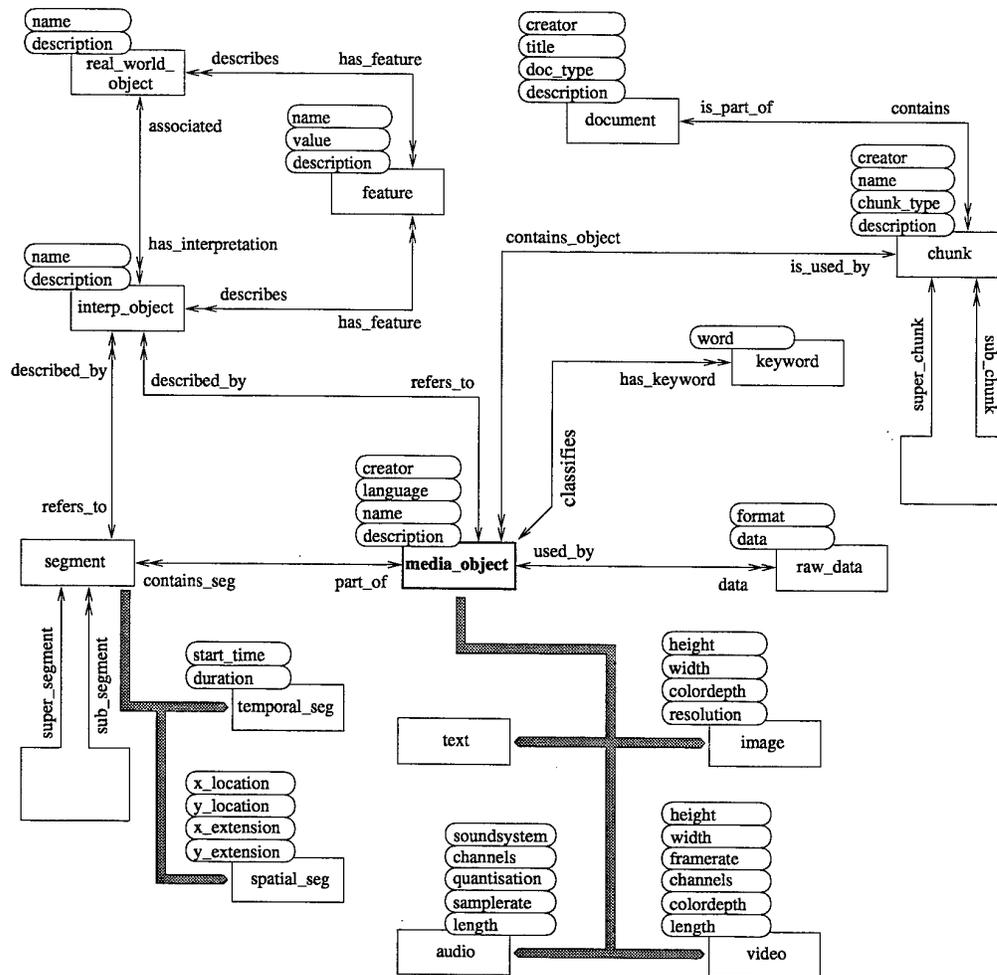 name
description
real_world_
object
describes
has_feature
associated
name
value
description
feature
creator
title
doc_type
description
document
is_part_of
contains
creator
name
chunk_type
description
chunk
has_interpretation
name
description
interp_object
describes
has_feature
contains_object
is_used_by
super_chunk
sub_chunk
described_by
described_by
refers_to
word
keyword
has_keyword
classifies
creator
language
name
description
media_object
refers_to
segment
contains_seg
part_of
used_by
data
format
data
raw_data
super_segment
sub_segment
start_time
duration
temporal_seg
text
height
width
colordepth
resolution
image
x_location
y_location
x_extension
y_extension
spatial_seg
soundsystem
channels
quantisation
samplerate
length
audio
height
width
framerate
channels
colordepth
length
video